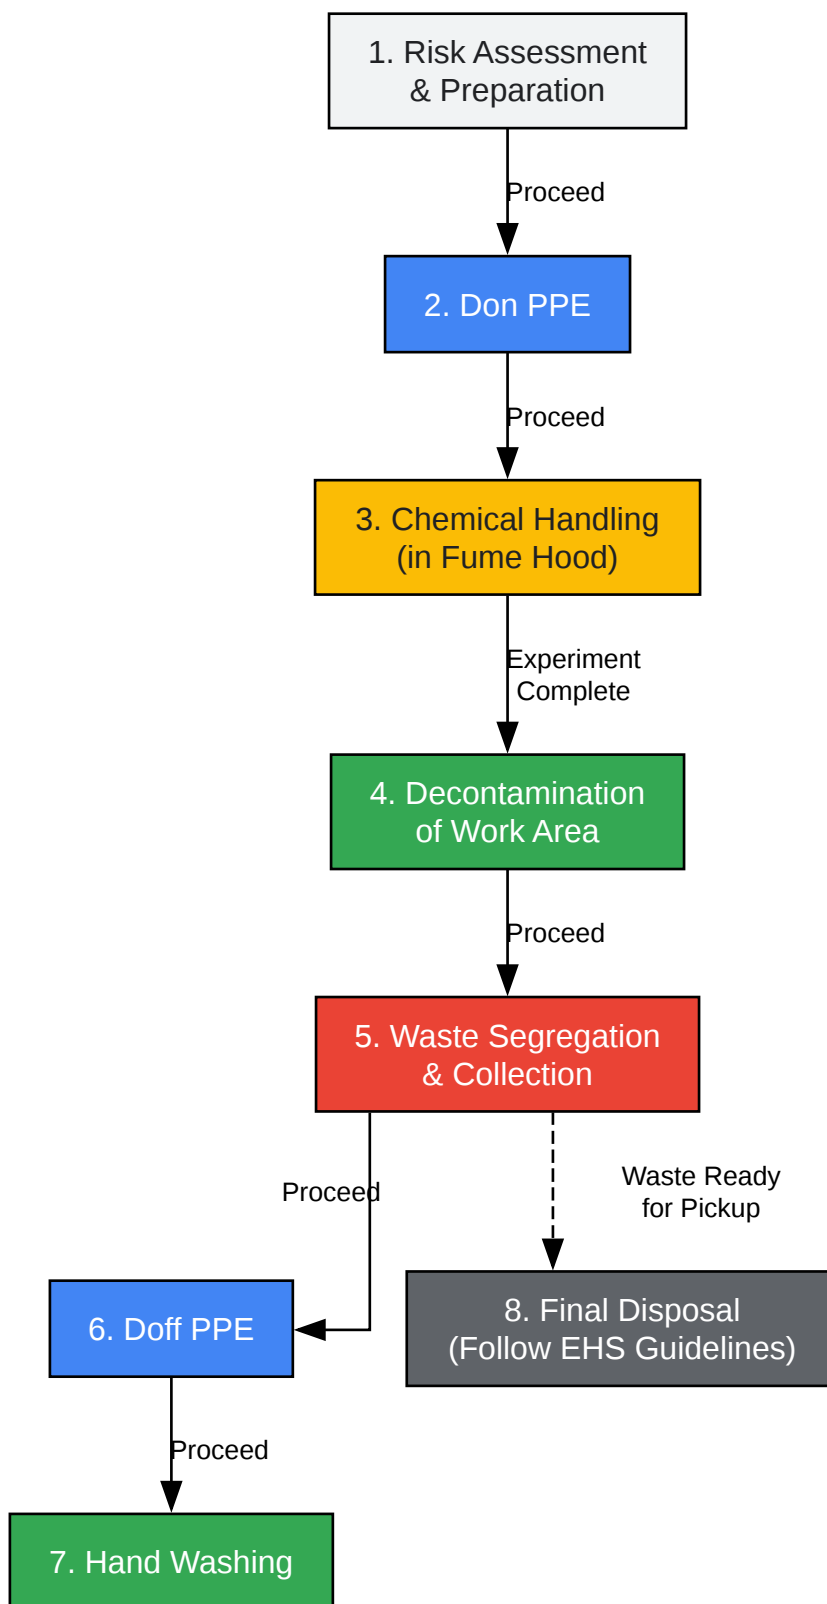 1. Risk Assessment
& Preparation
Proceed
2. Don PPE
Proceed
3. Chemical Handling
(in Fume Hood)
Experiment
Complete
4. Decontamination
of Work Area
Proceed
5. Waste Segregation
& Collection
Proceed
Waste Ready
for Pickup
6. Doff PPE
8. Final Disposal
(Follow EHS Guidelines)
Proceed
7. Hand Washing